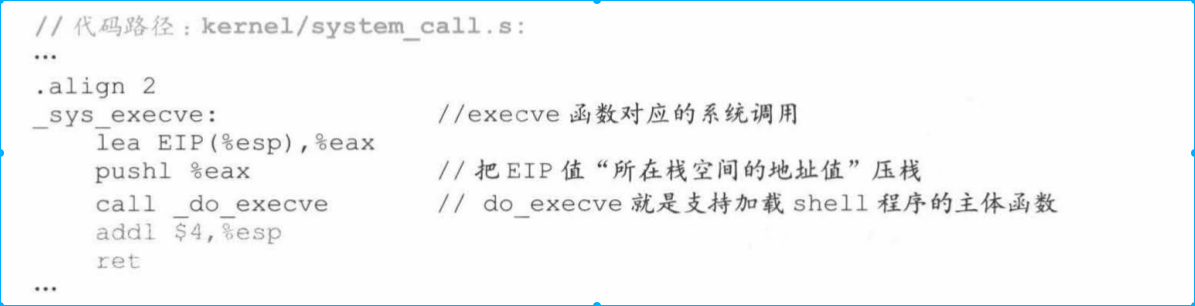 // 代码路径：kernel/system_call.s:
…
.align 2
_sys_execve: //execve 函数对应的系统调用
lea EIP(%esp),%eax
pushl %eax // 把 EIP 值“所在栈空间的地址值”压栈
call _do_execve // do_execve 就是支持加载 shell 程序的主体函数
addl $4,%esp
ret
…